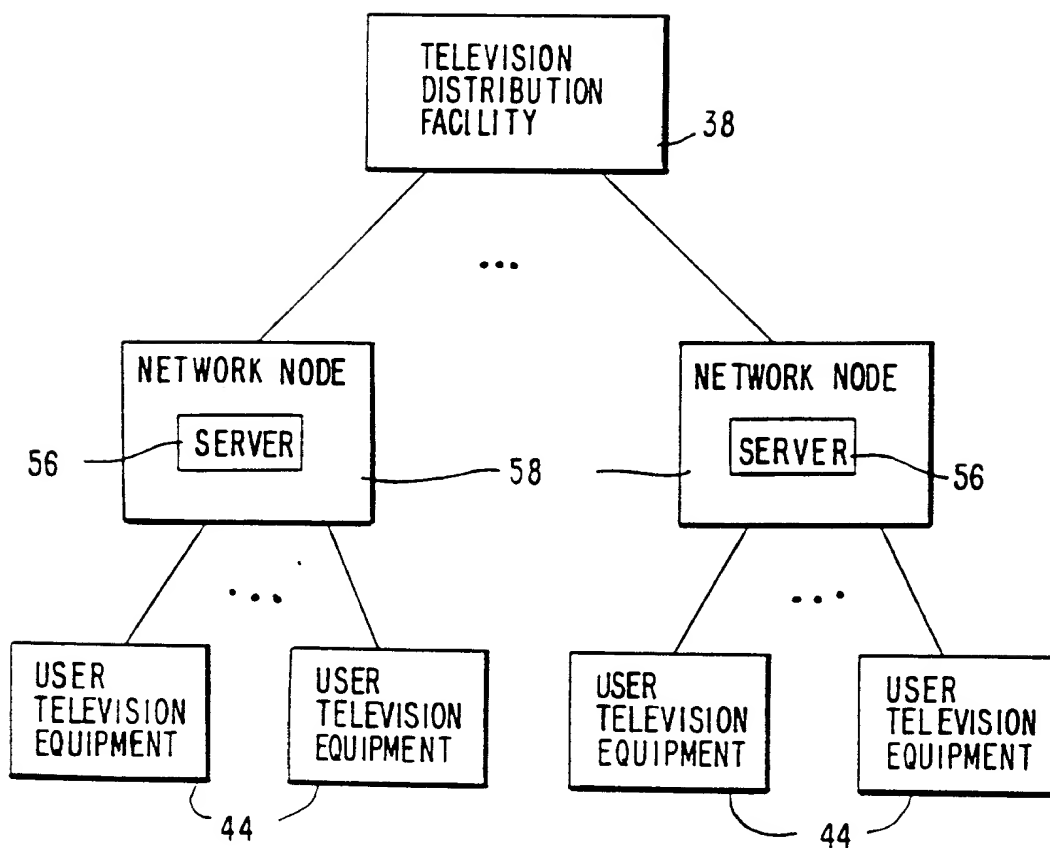 TELEVISION
DISTRIBUTION
FACILITY
38
...
NETWORK NODE
SERVER
56
58
NETWORK NODE
SERVER
56
...
...
USER
TELEVISION
EQUIPMENT
USER
TELEVISION
EQUIPMENT
USER
TELEVISION
EQUIPMENT
USER
TELEVISION
EQUIPMENT
44
44